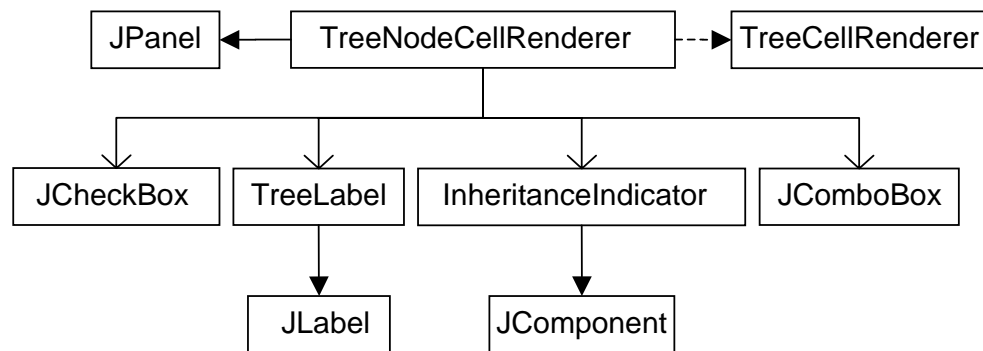 JPanel
TreeNodeCellRenderer
TreeCellRenderer
JCheckBox
TreeLabel
InheritanceIndicator
JComboBox
JLabel
JComponent